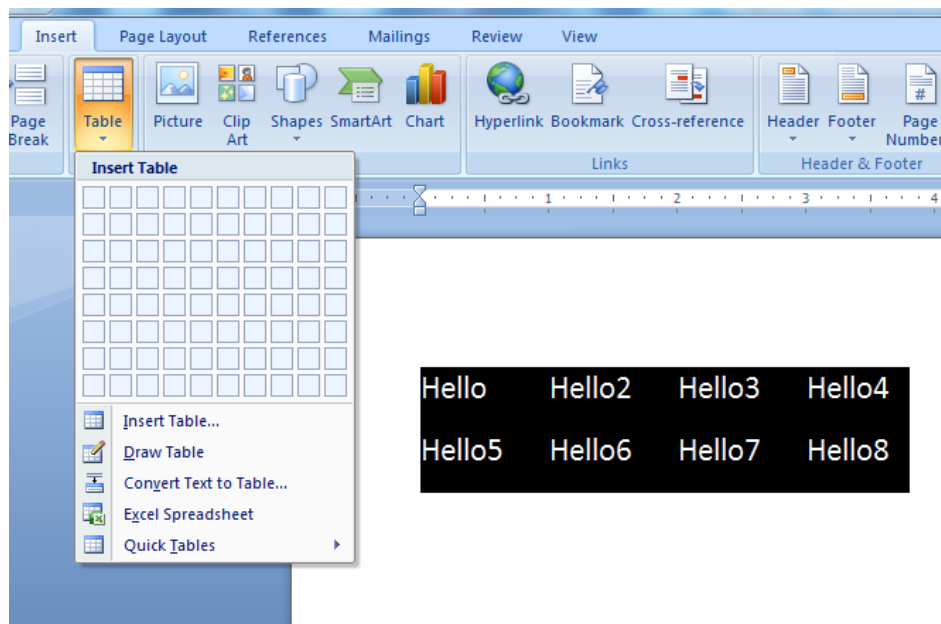 Insert Page Layout References Mailings Review View
Page Break
Table
Picture
Clip Art
Shapes
SmartArt
Chart
Hyperlink
Bookmark
Cross-reference
Header
Footer
Page Number
Links
Header & Footer
Insert Table
1 2 3 4
Insert Table...
Draw Table
Convert Text to Table...
Excel Spreadsheet
Quick Tables
Hello Hello2 Hello3 Hello4
Hello5 Hello6 Hello7 Hello8